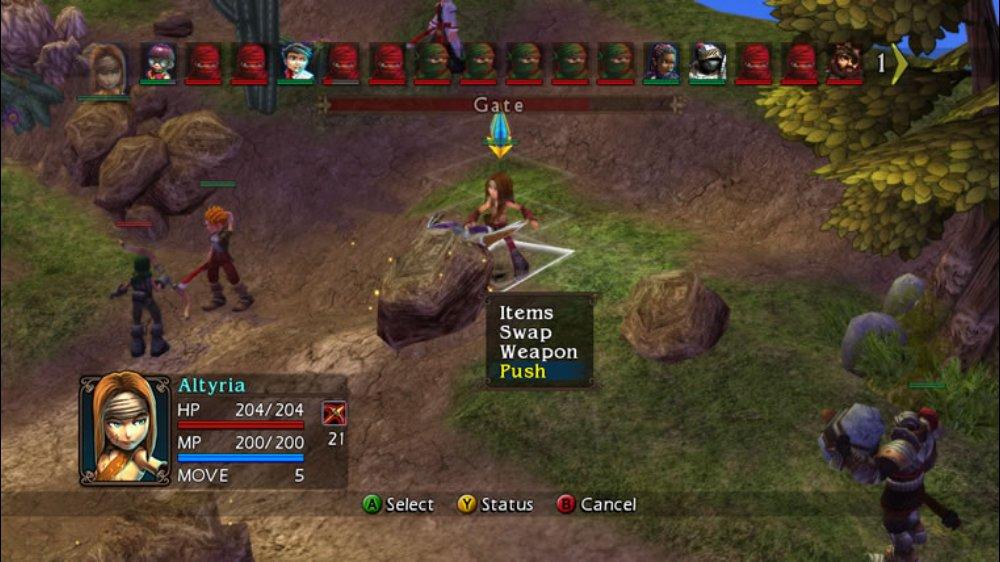 1
Gate
Items
Swap
Weapon
Push
Altyria
HP 204/204
21
MP 200/200
MOVE 5
A Select Y Status B Cancel